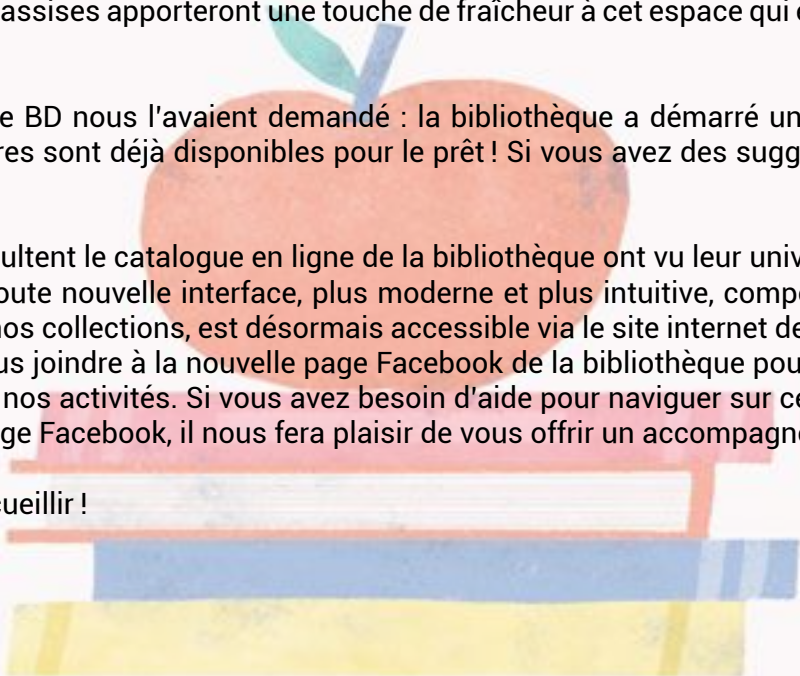 assises apporteront une touche de fraîcheur à cet espace qui
e BD nous l'avaient demandé : la bibliothèque a démarré un
res sont déjà disponibles pour le prêt ! Si vous avez des sugg
ultent le catalogue en ligne de la bibliothèque ont vu leur univ
oute nouvelle interface, plus moderne et plus intuitive, comp
nos collections, est désormais accessible via le site internet de
us joindre à la nouvelle page Facebook de la bibliothèque pou
nos activités. Si vous avez besoin d'aide pour naviguer sur ce
ge Facebook, il nous fera plaisir de vous offrir un accompagn
cueillir !